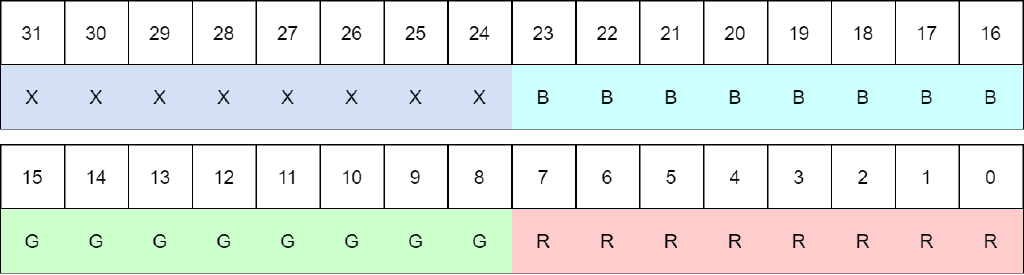 31 30 29 28 27 26 25 24 23 22 21 20 19 18 17 16
X X X X X X X X B B B B B B B B
15 14 13 12 11 10 9 8 7 6 5 4 3 2 1 0
G G G G G G G G R R R R R R R R